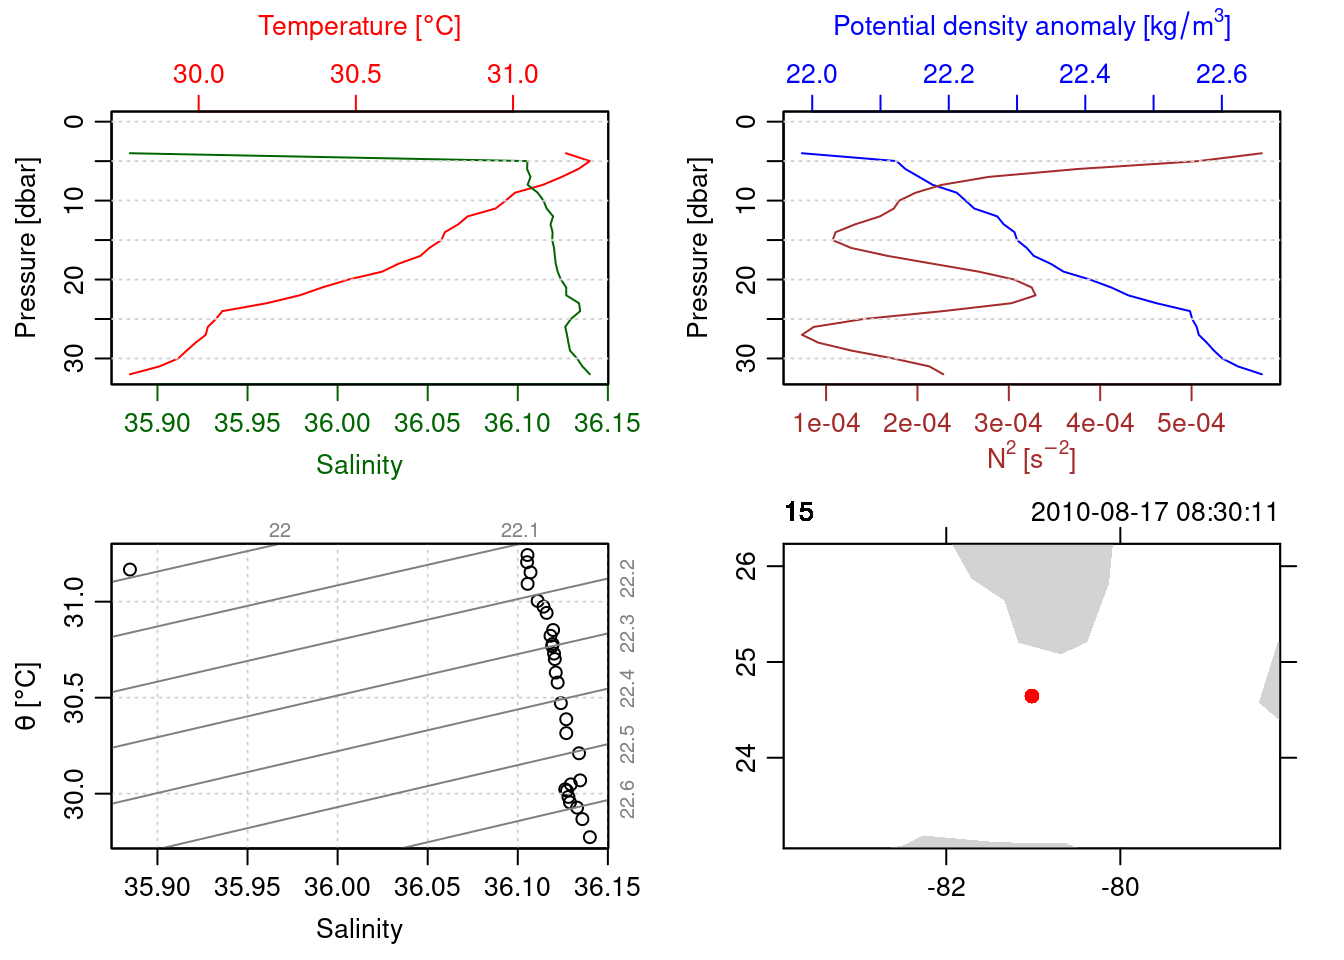 Temperature [°C]
30.0 30.5 31.0
0
10
20
30
Pressure [dbar]
35.90 35.95 36.00 36.05 36.10 36.15
Salinity
Potential density anomaly [kg/m³]
22.0 22.2 22.4 22.6
0
10
20
30
Pressure [dbar]
1e-04 2e-04 3e-04 4e-04 5e-04
N² [s⁻²]
22 22.1
22.2
22.3
22.4
22.5
22.6
31.0
30.5
30.0
θ [°C]
35.90 35.95 36.00 36.05 36.10 36.15
Salinity
15 2010-08-17 08:30:11
26
25
24
-82 -80